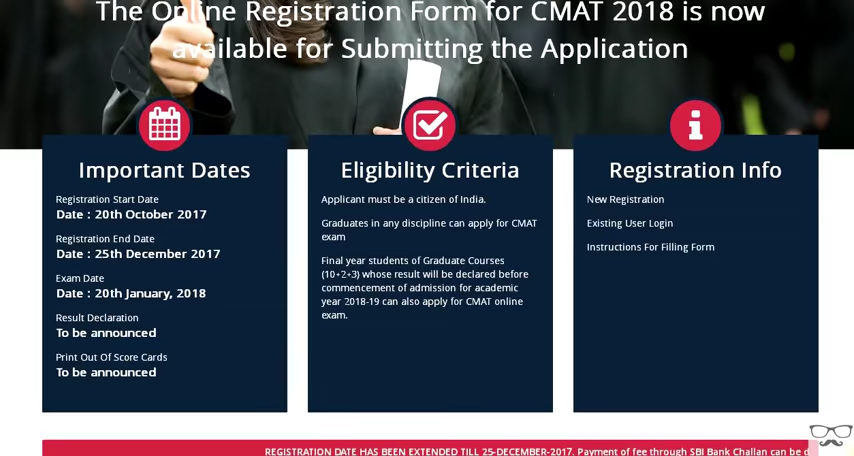 The Online Registration Form for CMAT 2018 is now
available for Submitting the Application
Important Dates
Registration Start Date
Date : 20th October 2017
Registration End Date
Date : 25th December 2017
Exam Date
Date : 20th January, 2018
Result Declaration
To be announced
Print Out Of Score Cards
To be announced
Eligibility Criteria
Applicant must be a citizen of India.
Graduates in any discipline can apply for CMAT
exam
Final year students of Graduate Courses
(10+2+3) whose result will be declared before
commencement of admission for academic
year 2018-19 can also apply for CMAT online
exam.
Registration Info
New Registration
Existing User Login
Instructions For Filling Form
REGISTRATION DATE HAS BEEN EXTENDED TILL 25-DECEMBER-2017. Payment of fee through SBI Bank Challan can be